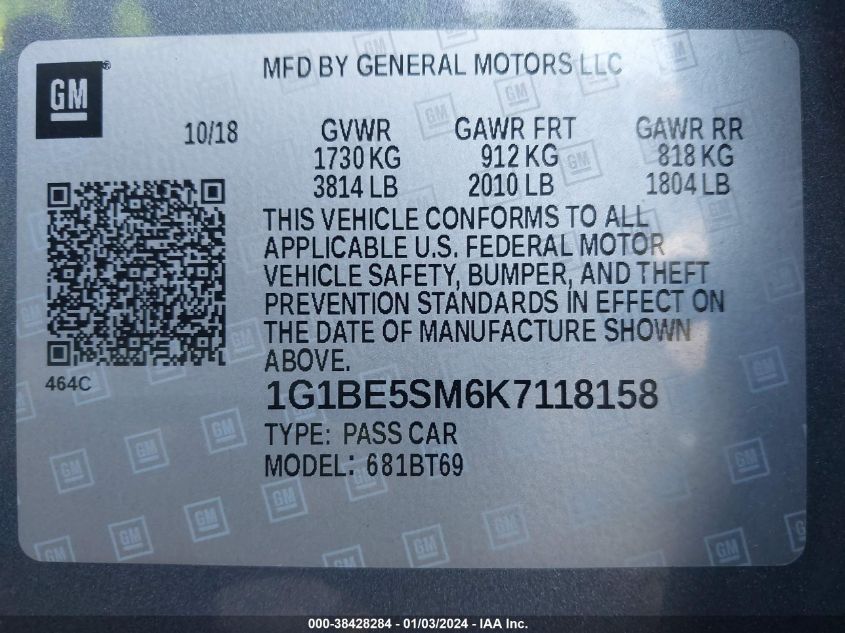 GM ®
MFD BY GENERAL MOTORS LLC
10/18 GVWR GAWR FRT GAWR RR
1730 KG 912 KG 818 KG
3814 LB 2010 LB 1804 LB
THIS VEHICLE CONFORMS TO ALL
APPLICABLE U.S. FEDERAL MOTOR
VEHICLE SAFETY, BUMPER, AND THEFT
PREVENTION STANDARDS IN EFFECT ON
THE DATE OF MANUFACTURE SHOWN
ABOVE.
464C
1G1BE5SM6K7118158
TYPE: PASS CAR
MODEL: 681BT69
000-38428284 - 01/03/2024 - IAA Inc.